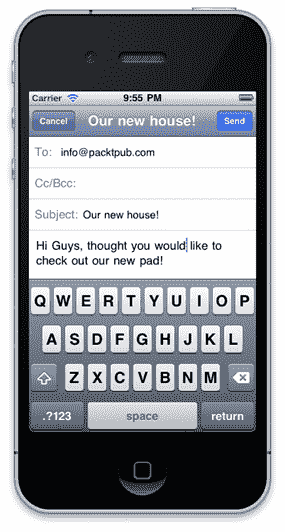 Carrier 9:55 PM
Cancel Our new house! Send
To: info@packtpub.com
Cc/Bcc:
Subject: Our new house!
Hi Guys, thought you would like to
check out our new pad!
Q W E R T Y U I O P
A S D F G H J K L
Z X C V B N M
.?123 space return